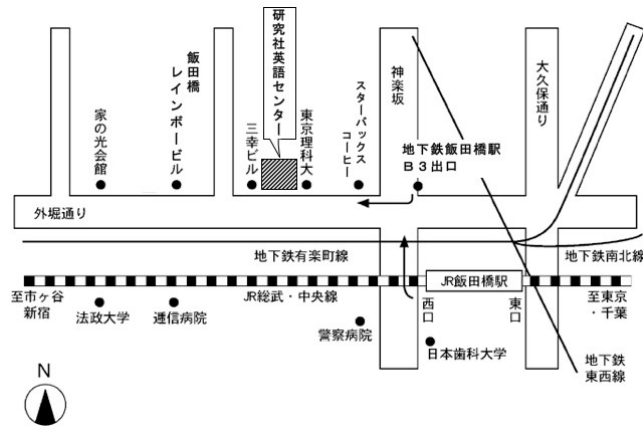 家の光会館
飯田橋
レインボービル
三幸ビル
研究社英語センター
東京理科大
スターバックス
コーヒー
神楽坂
地下鉄飯田橋駅
B3出口
大久保通り
外堀通り
地下鉄有楽町線
地下鉄南北線
至市ヶ谷
新宿
JR総武・中央線
JR飯田橋駅
至東京
・千葉
法政大学
逓信病院
警察病院
西口
東口
日本歯科大学
地下鉄
東西線
N